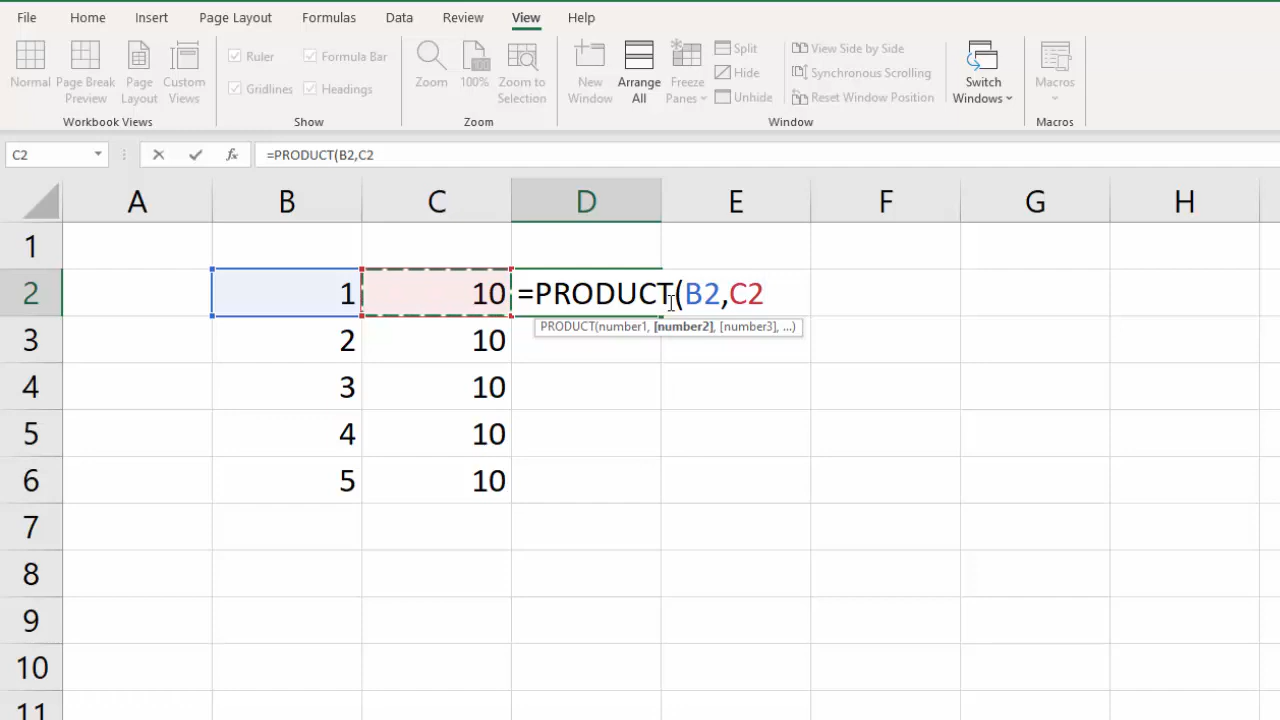 File Home Insert Page Layout Formulas Data Review View Help
Normal Page Break Preview Page Layout Custom Views
Ruler Formula Bar
Gridlines Headings
Zoom 100% Zoom to Selection
New Window Arrange All Freeze Panes
Split
Hide
Unhide
View Side by Side
Synchronous Scrolling
Reset Window Position
Switch Windows
Macros
Workbook Views Show Zoom Window Macros
C2 fx =PRODUCT(B2,C2
A B C D E F G H
1
2 1 10 =PRODUCT(B2,C2
PRODUCT(number1, [number2], [number3], ...)
3 2 10
4 3 10
5 4 10
6 5 10
7
8
9
10
11